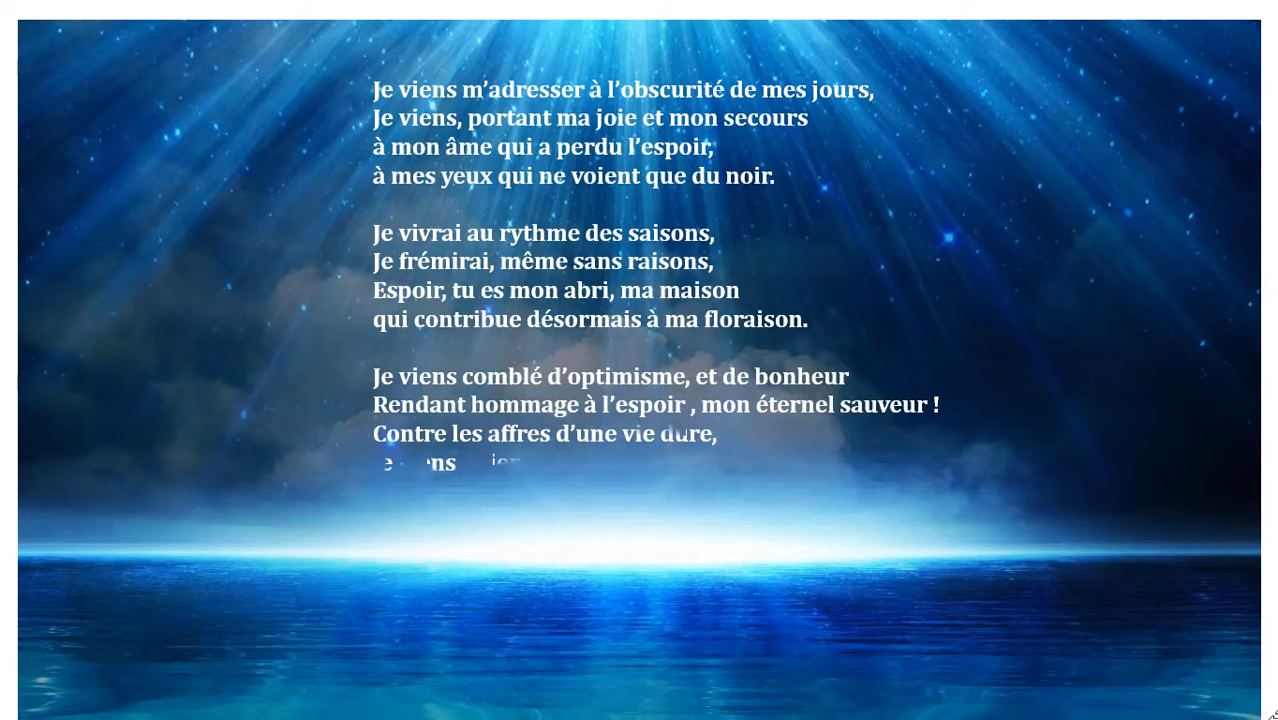 Je viens m’adresser à l’obscurité de mes jours,
Je viens, portant ma joie et mon secours
à mon âme qui a perdu l’espoir,
à mes yeux qui ne voient que du noir.
Je vivrai au rythme des saisons,
Je frémirai, même sans raisons,
Espoir, tu es mon abri, ma maison
qui contribue désormais à ma floraison.
Je viens comblé d’optimisme, et de bonheur
Rendant hommage à l’espoir , mon éternel sauveur !
Contre les affres d’une vie dure,